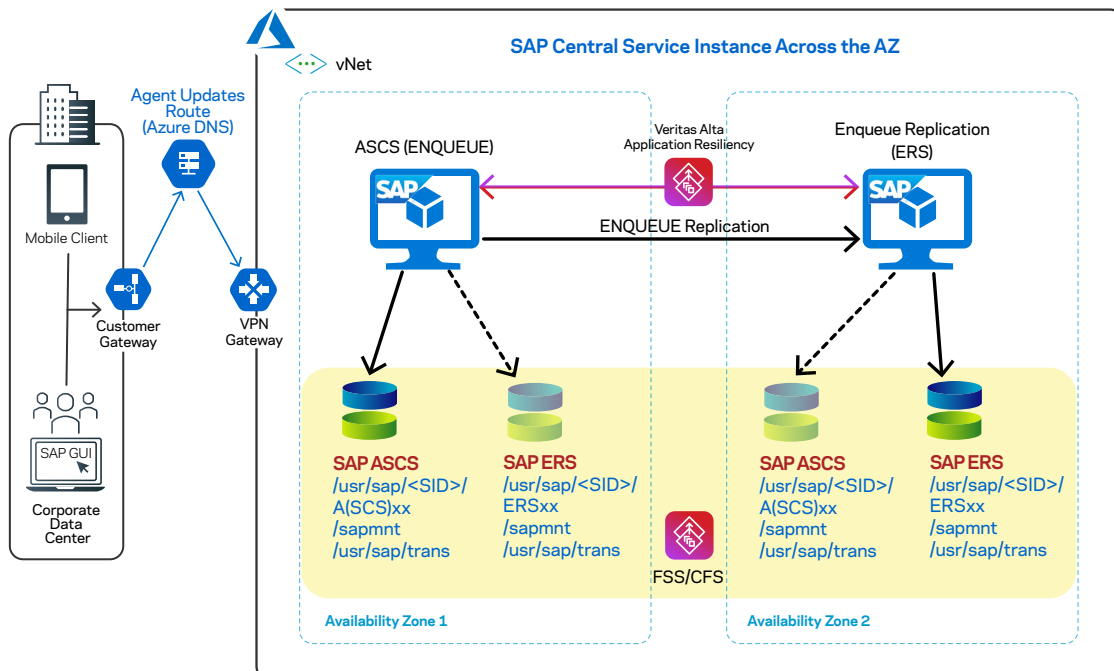 SAP Central Service Instance Across the AZ
vNet
Agent Updates
Route
(Azure DNS)
Mobile Client
Customer
Gateway
VPN
Gateway
SAP GUI
Corporate
Data
Center
ASCS (ENQUEUE)
SAP
Veritas Alta
Application Resiliency
ENQUEUE Replication
Enqueue Replication
(ERS)
SAP
SAP ASCS
/usr/sap/<SID>/
A(SCS)xx
/sapmnt
/usr/sap/trans
SAP ERS
/usr/sap/<SID>/
ERSxx
/sapmnt
/usr/sap/trans
FSS/CFS
SAP ASCS
/usr/sap/<SID>/
A(SCS)xx
/sapmnt
/usr/sap/trans
SAP ERS
/usr/sap/<SID>/
ERSxx
/sapmnt
/usr/sap/trans
Availability Zone 1
Availability Zone 2